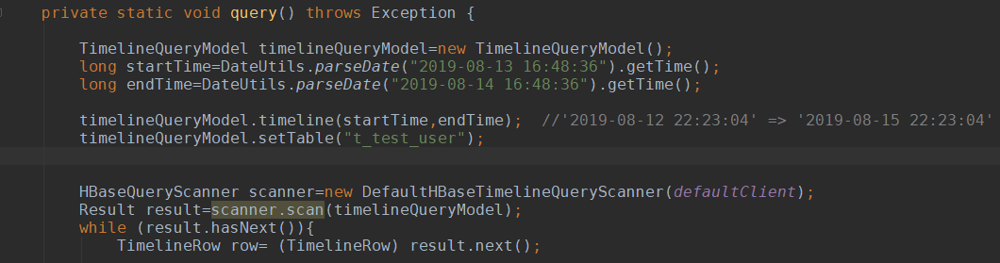 private static void query() throws Exception {
TimelineQueryModel timelineQueryModel=new TimelineQueryModel();
long startTime=DateUtils.parseDate("2019-08-13 16:48:36").getTime();
long endTime=DateUtils.parseDate("2019-08-14 16:48:36").getTime();
timelineQueryModel.timeline(startTime,endTime);  //'2019-08-12 22:23:04' => '2019-08-15 22:23:04'
timelineQueryModel.setTable("t_test_user");
HBaseQueryScanner scanner=new DefaultHBaseTimelineQueryScanner(defaultClient);
Result result=scanner.scan(timelineQueryModel);
while (result.hasNext()){
TimelineRow row= (TimelineRow) result.next();